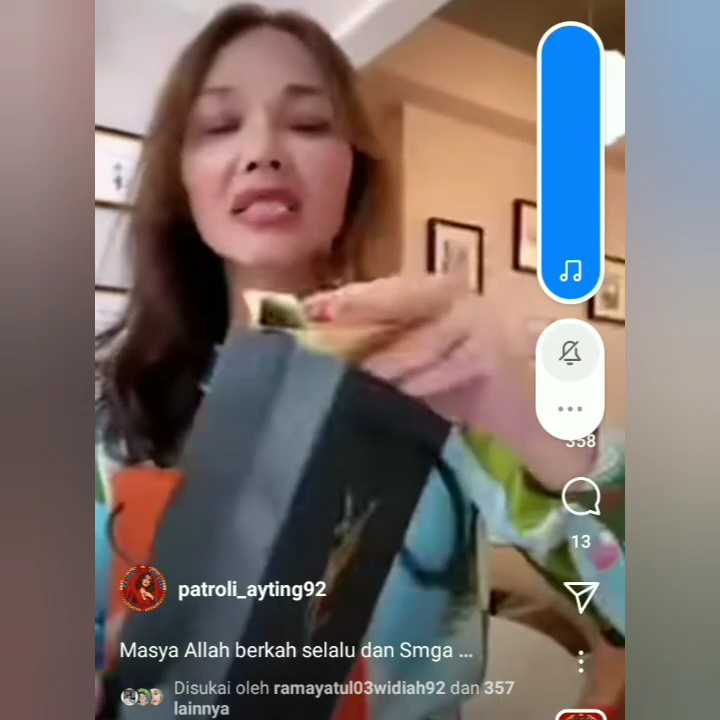 358
13
patroli_ayting92
Masya Allah berkah selalu dan Smga ...
Disukai oleh ramayatul03widiah92 dan 357
lainnya